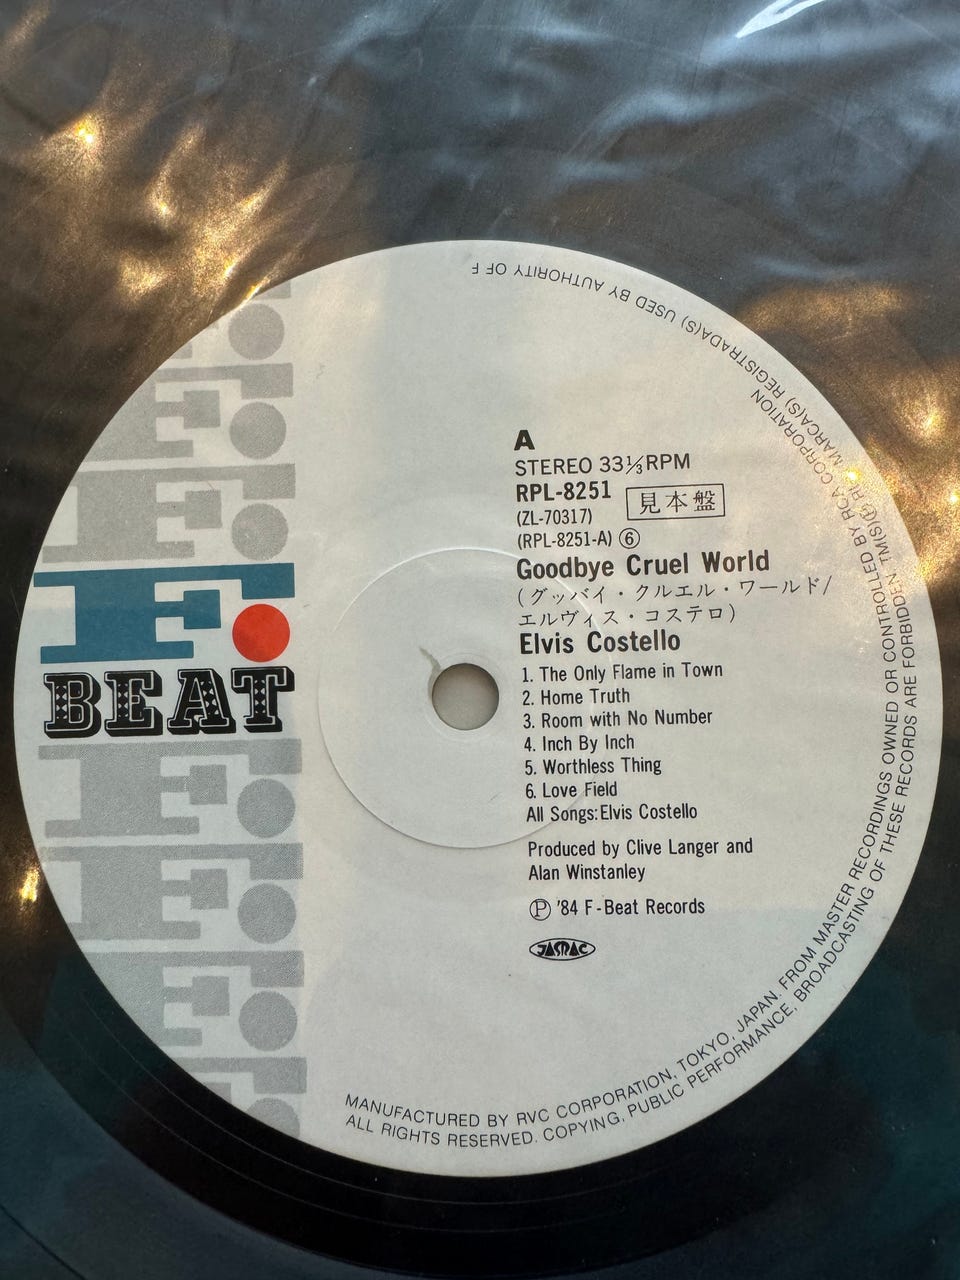 A
STEREO 33⅓RPM
RPL-8251 見本盤
(ZL-70317)
(RPL-8251-A) ⑥
Goodbye Cruel World
(グッバイ・クルエル・ワールド/
エルヴィス・コステロ)
Elvis Costello
1. The Only Flame in Town
2. Home Truth
3. Room with No Number
4. Inch By Inch
5. Worthless Thing
6. Love Field
All Songs:Elvis Costello
Produced by Clive Langer and
Alan Winstanley
Ⓟ '84 F-Beat Records
JASRAC
F.
BEAT
MANUFACTURED BY RVC CORPORATION, TOKYO, JAPAN. FROM MASTER RECORDINGS OWNED OR CONTROLLED BY RCA CORPORATION
ALL RIGHTS RESERVED. COPYING, PUBLIC PERFORMANCE, BROADCASTING OF THESE RECORDS ARE FORBIDDEN TM(S)Ⓡ MARCA(S) REGISTRADA(S) USED BY AUTHORITY OF F